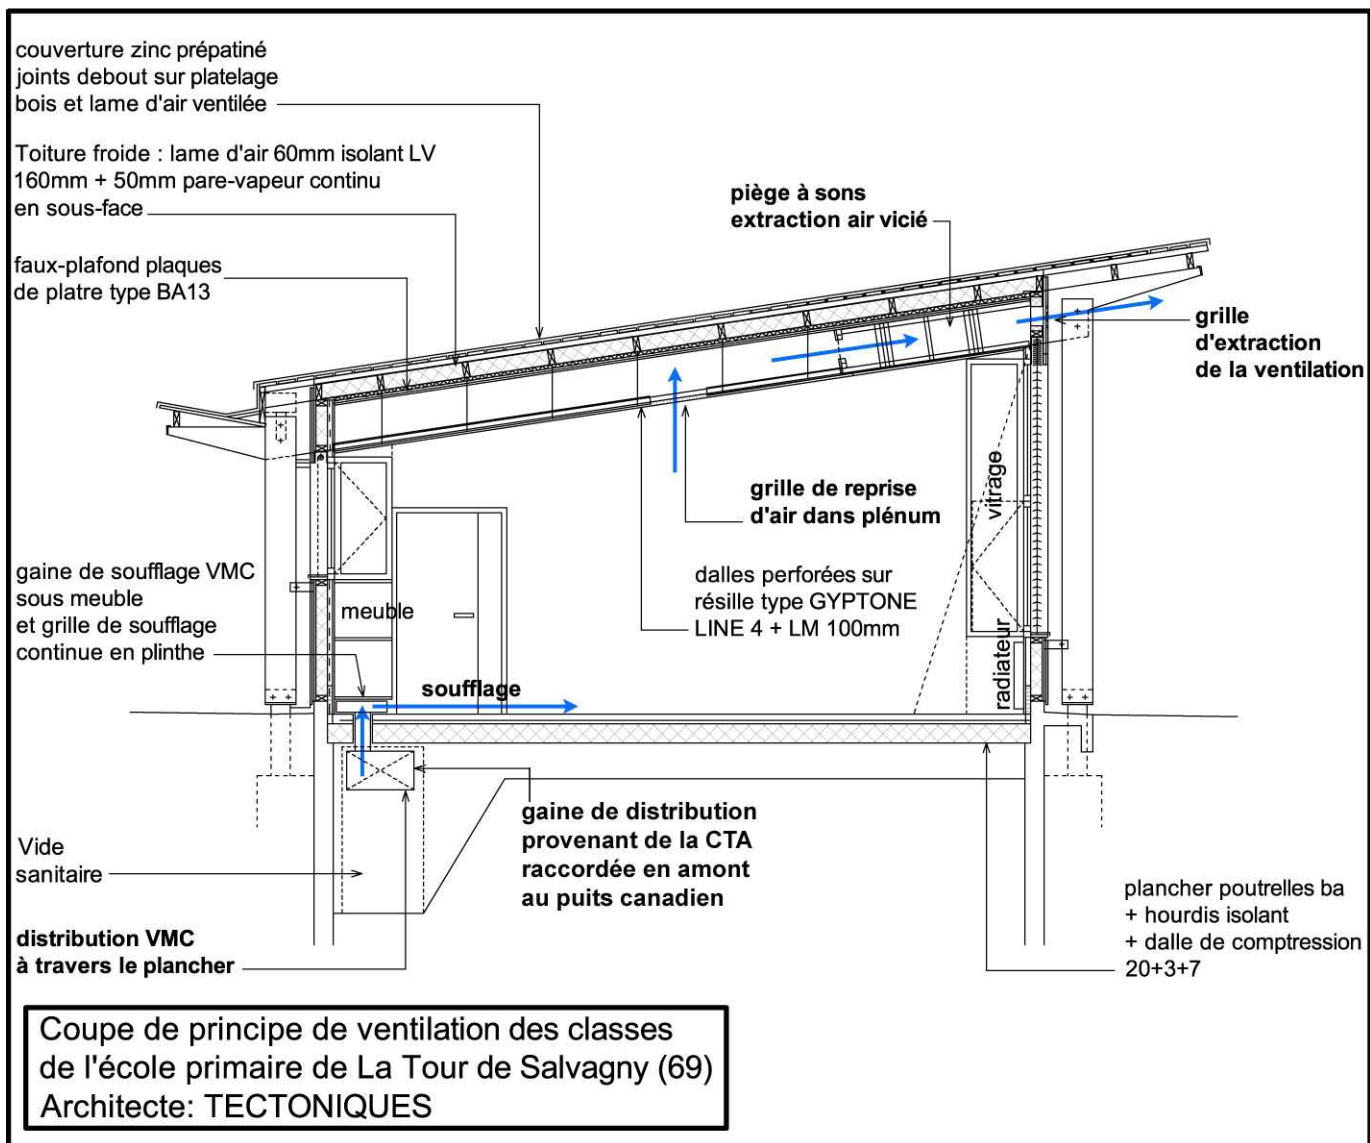 couverture zinc prépatiné
joints debout sur platelage
bois et lame d'air ventilée
Toiture froide : lame d'air 60mm isolant LV
160mm + 50mm pare-vapeur continu
en sous-face
faux-plafond plaques
de platre type BA13
piège à sons
extraction air vicié
grille
d'extraction
de la ventilation
grille de reprise
d'air dans plénum
vitrage
dalles perforées sur
résille type GYPTONE
LINE 4 + LM 100mm
gaine de soufflage VMC
sous meuble
et grille de soufflage
continue en plinthe
meuble
soufflage
radiateur
gaine de distribution
provenant de la CTA
raccordée en amont
au puits canadien
Vide
sanitaire
distribution VMC
à travers le plancher
plancher poutrelles ba
+ hourdis isolant
+ dalle de comptression
20+3+7
Coupe de principe de ventilation des classes
de l'école primaire de La Tour de Salvagny (69)
Architecte: TECTONIQUES